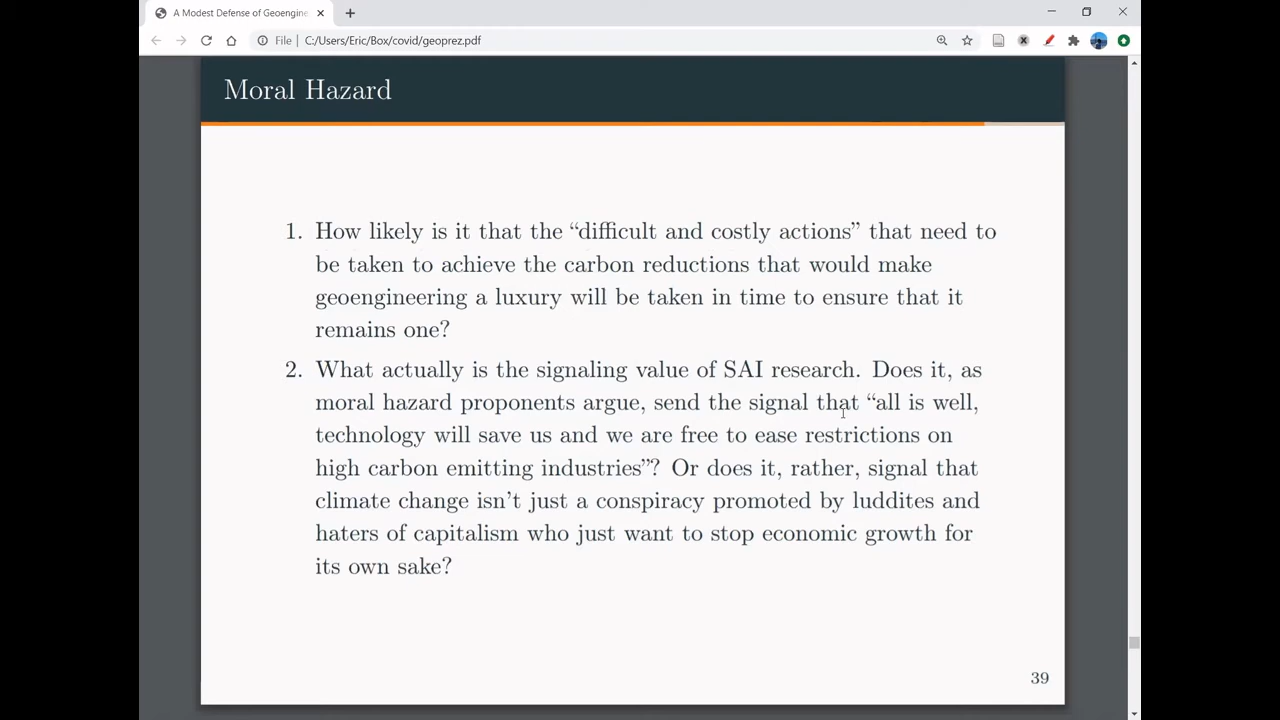 A Modest Defense of Geoengine
File
C:/Users/Eric/Box/covid/geoprez.pdf
Moral Hazard
1. How likely is it that the “difficult and costly actions” that need to
be taken to achieve the carbon reductions that would make
geoengineering a luxury will be taken in time to ensure that it
remains one?
2. What actually is the signaling value of SAI research. Does it, as
moral hazard proponents argue, send the signal that “all is well,
technology will save us and we are free to ease restrictions on
high carbon emitting industries”? Or does it, rather, signal that
climate change isn’t just a conspiracy promoted by luddites and
haters of capitalism who just want to stop economic growth for
its own sake?
39